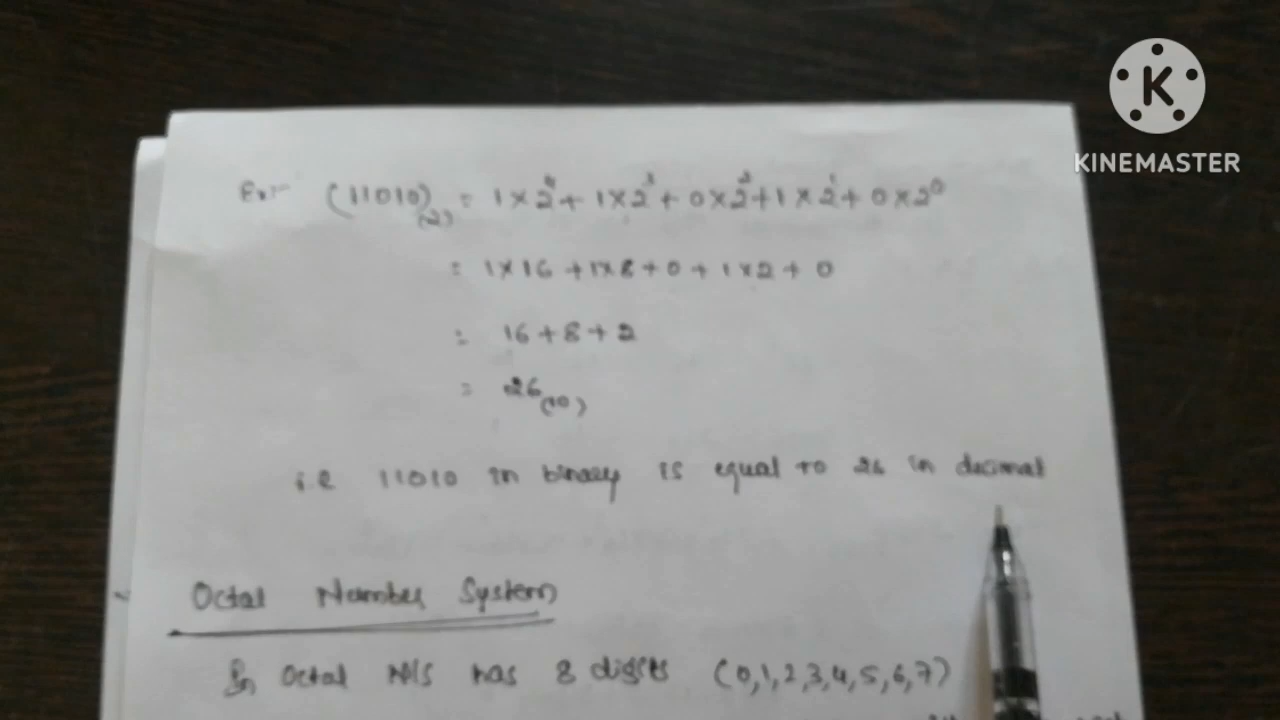 KINEMASTER
Ex:- (11010)₍₂₎ = 1×2⁴+ 1×2³+ 0×2²+1×2¹+ 0×2⁰
= 1×16 +1×8+0+ 1×2+ 0
= 16+8+2
= 26₍₁₀₎
i.e 11010 in binary is equal to 26 in decimal
Octal Number System
In Octal N/S has 8 digits (0,1,2,3,4,5,6,7)